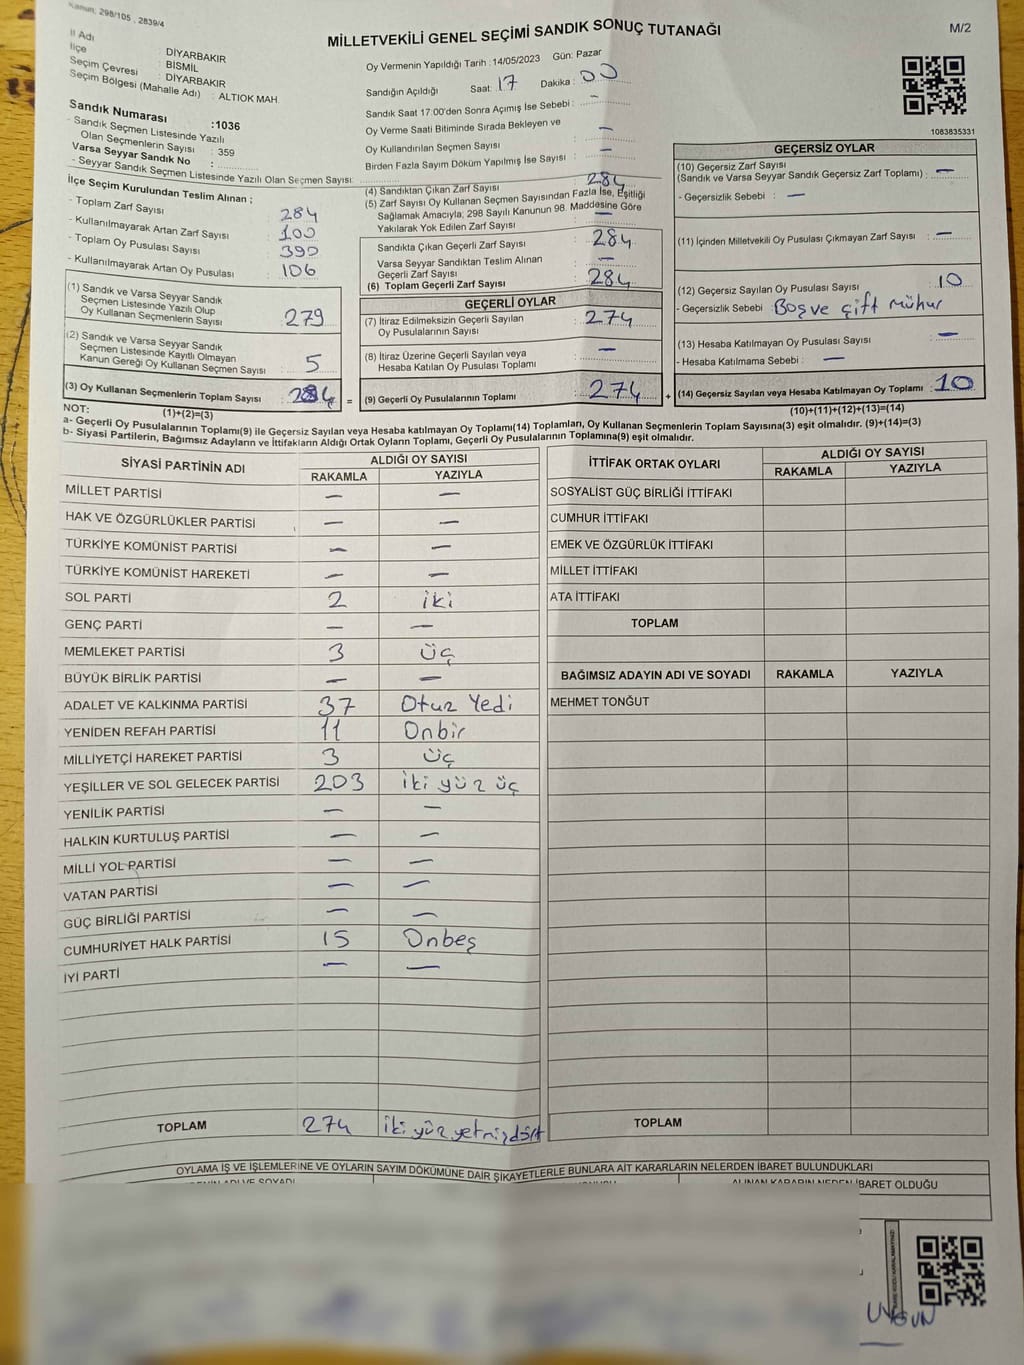 Kanun: 298/105 , 2839/4
MİLLETVEKİLİ GENEL SEÇİMİ SANDIK SONUÇ TUTANAĞI
M/2
İl Adı : DİYARBAKIR
İlçe : BİSMİL
Seçim Çevresi : DİYARBAKIR
Seçim Bölgesi (Mahalle Adı) : ALTIOK MAH.
Sandık Numarası :1036
- Sandık Seçmen Listesinde Yazılı
Olan Seçmenlerin Sayısı : 359
Varsa Seyyar Sandık No :
- Seyyar Sandık Seçmen Listesinde Yazılı Olan Seçmen Sayısı:
Oy Vermenin Yapıldığı Tarih : 14/05/2023 Gün: Pazar
Sandığın Açıldığı Saat: 17 Dakika : 00
Sandık Saat 17.00'den Sonra Açımış İse Sebebi : —
Oy Verme Saati Bitiminde Sırada Bekleyen ve
Oy Kullandırılan Seçmen Sayısı —
Birden Fazla Sayım Döküm Yapılmış İse Sayısı : —
1083835331
İlçe Seçim Kurulundan Teslim Alınan ;
- Toplam Zarf Sayısı : 284
- Kullanılmayarak Artan Zarf Sayısı : 100
- Toplam Oy Pusulası Sayısı : 390
- Kullanılmayarak Artan Oy Pusulası : 106
(1) Sandık ve Varsa Seyyar Sandık
Seçmen Listesinde Yazılı Olup
Oy Kullanan Seçmenlerin Sayısı : 279
(2) Sandık ve Varsa Seyyar Sandık
Seçmen Listesinde Kayıtlı Olmayan
Kanun Gereği Oy Kullanan Seçmen Sayısı : 5
(3) Oy Kullanan Seçmenlerin Toplam Sayısı : 284 =
(1)+(2)=(3)
(4) Sandıktan Çıkan Zarf Sayısı : 284
(5) Zarf Sayısı Oy Kullanan Seçmen Sayısından Fazla İse, Eşitliği
Sağlamak Amacıyla; 298 Sayılı Kanunun 98. Maddesine Göre
Yakılarak Yok Edilen Zarf Sayısı : —
Sandıkta Çıkan Geçerli Zarf Sayısı : 284
Varsa Seyyar Sandıktan Teslim Alınan
Geçerli Zarf Sayısı : —
(6) Toplam Geçerli Zarf Sayısı : 284
GEÇERLİ OYLAR
(7) İtiraz Edilmeksizin Geçerli Sayılan
Oy Pusulalarının Sayısı : 274
(8) İtiraz Üzerine Geçerli Sayılan veya
Hesaba Katılan Oy Pusulası Toplamı : —
(9) Geçerli Oy Pusulalarının Toplamı : 274 +
GEÇERSİZ OYLAR
(10) Geçersiz Zarf Sayısı
(Sandık ve Varsa Seyyar Sandık Geçersiz Zarf Toplamı) : —
- Geçersizlik Sebebi : —
(11) İçinden Milletvekili Oy Pusulası Çıkmayan Zarf Sayısı : —
(12) Geçersiz Sayılan Oy Pusulası Sayısı : 10
- Geçersizlik Sebebi : Boş ve çift mühür
(13) Hesaba Katılmayan Oy Pusulası Sayısı : —
- Hesaba Katılmama Sebebi : —
(14) Geçersiz Sayılan veya Hesaba Katılmayan Oy Toplamı : 10
(10)+(11)+(12)+(13)=(14)
NOT:
a- Geçerli Oy Pusulalarının Toplamı(9) ile Geçersiz Sayılan veya Hesaba katılmayan Oy Toplamı(14) Toplamları, Oy Kullanan Seçmenlerin Toplam Sayısına(3) eşit olmalıdır. (9)+(14)=(3)
b- Siyasi Partilerin, Bağımsız Adayların ve İttifakların Aldığı Ortak Oyların Toplamı, Geçerli Oy Pusulalarının Toplamına(9) eşit olmalıdır.
SİYASİ PARTİNİN ADI ALDIĞI OY SAYISI
RAKAMLA YAZIYLA
MİLLET PARTİSİ — —
HAK VE ÖZGÜRLÜKLER PARTİSİ — —
TÜRKİYE KOMÜNİST PARTİSİ — —
TÜRKİYE KOMÜNİST HAREKETİ — —
SOL PARTİ 2 iki
GENÇ PARTİ — —
MEMLEKET PARTİSİ 3 üç
BÜYÜK BİRLİK PARTİSİ — —
ADALET VE KALKINMA PARTİSİ 37 Otuz Yedi
YENİDEN REFAH PARTİSİ 11 Onbir
MİLLİYETÇİ HAREKET PARTİSİ 3 üç
YEŞİLLER VE SOL GELECEK PARTİSİ 203 iki yüz üç
YENİLİK PARTİSİ — —
HALKIN KURTULUŞ PARTİSİ — —
MİLLİ YOL PARTİSİ — —
VATAN PARTİSİ — —
GÜÇ BİRLİĞİ PARTİSİ — —
CUMHURİYET HALK PARTİSİ 15 Onbeş
İYİ PARTİ — —
TOPLAM 274 iki yüz yetmişdört
İTTİFAK ORTAK OYLARI ALDIĞI OY SAYISI
RAKAMLA YAZIYLA
SOSYALİST GÜÇ BİRLİĞİ İTTİFAKI
CUMHUR İTTİFAKI
EMEK VE ÖZGÜRLÜK İTTİFAKI
MİLLET İTTİFAKI
ATA İTTİFAKI
TOPLAM
BAĞIMSIZ ADAYIN ADI VE SOYADI RAKAMLA YAZIYLA
MEHMET TONĞUT
TOPLAM
OYLAMA İŞ VE İŞLEMLERİNE VE OYLARIN SAYIM DÖKÜMÜNE DAİR ŞİKAYETLERLE BUNLARA AİT KARARLARIN NELERDEN İBARET BULUNDUKLARI
ADI VE SOYADI
ALINAN KARARIN NEDEN İBARET OLDUĞU
UYGUN